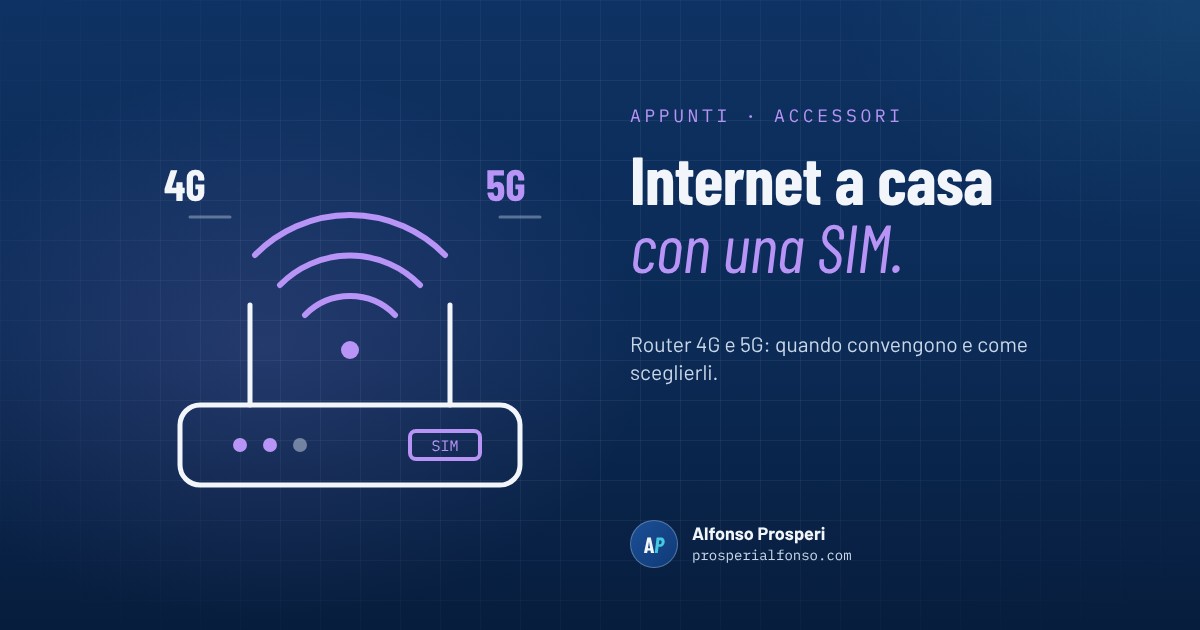 4G
5G
SIM
APPUNTI · ACCESSORI
Internet a casa
con una SIM.
Router 4G e 5G: quando convengono e come
sceglierli.
AP
Alfonso Prosperi
prosperialfonso.com